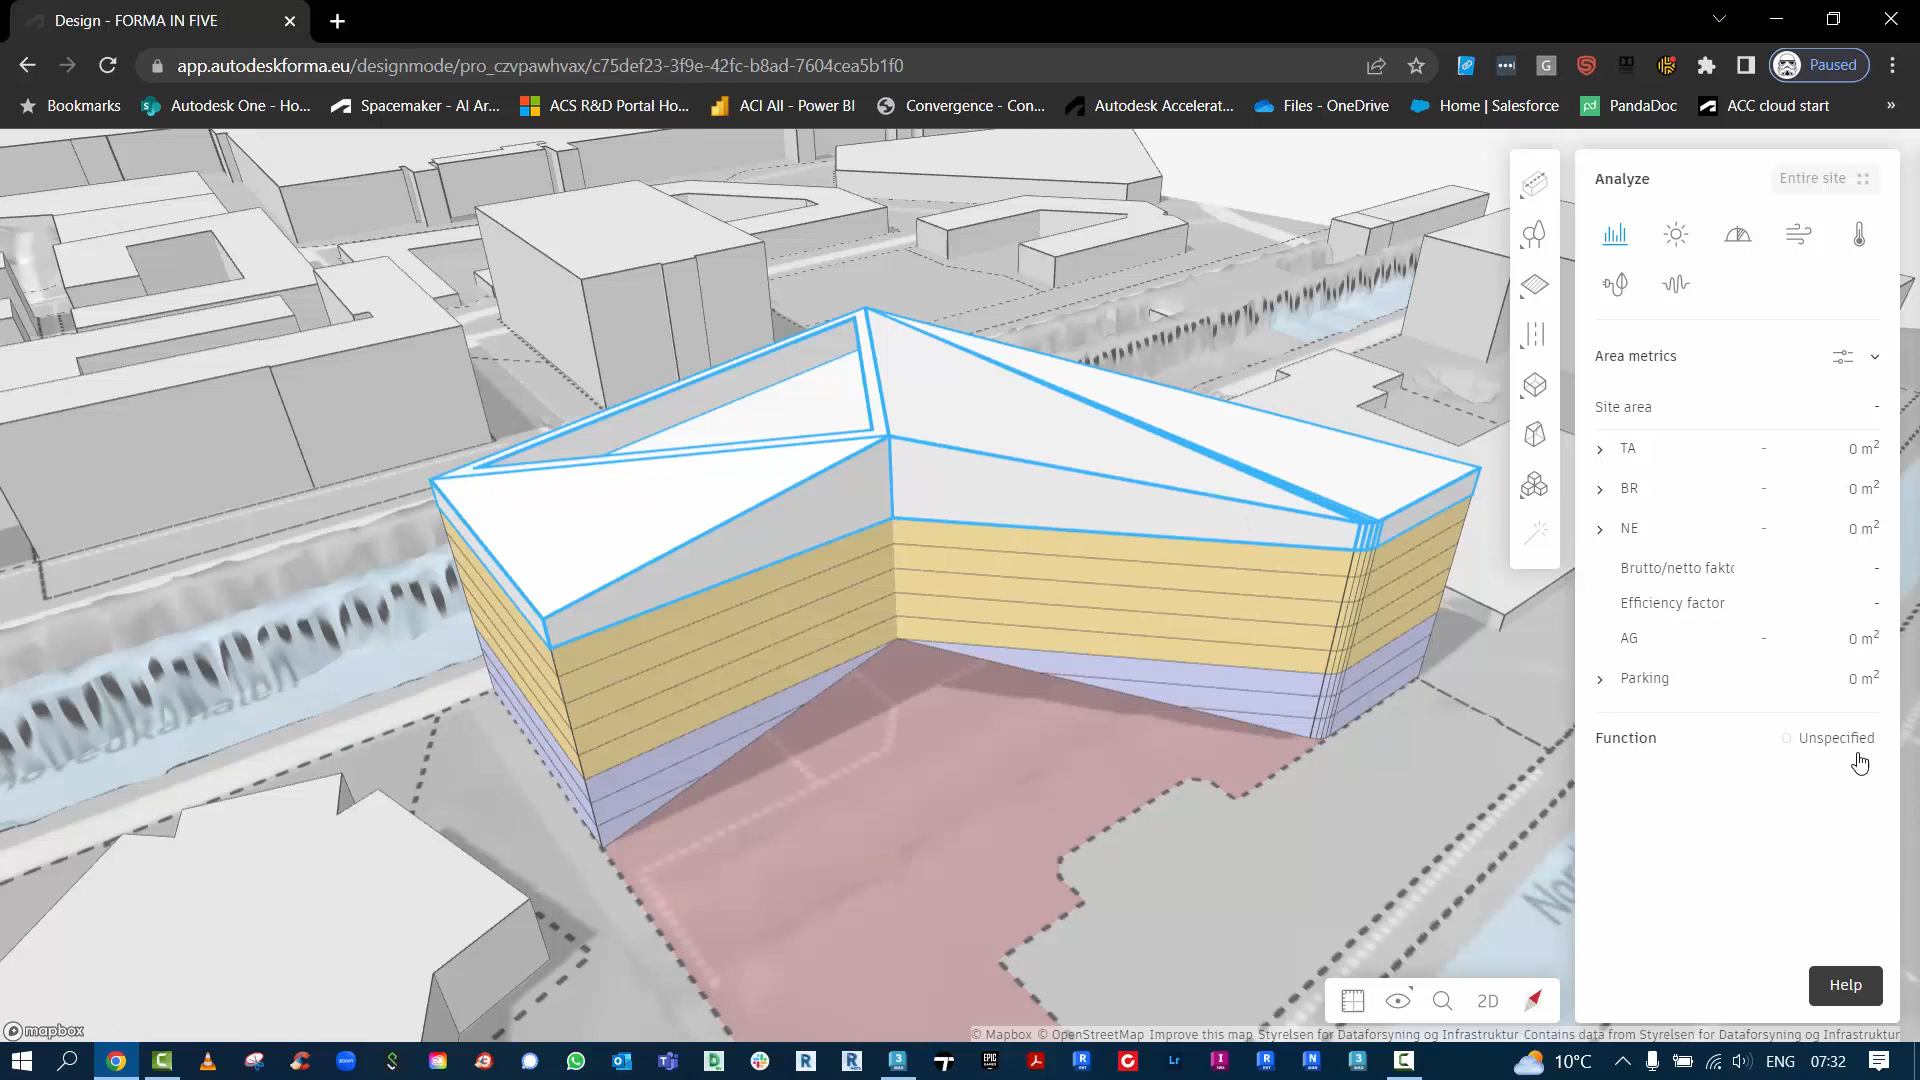 Design - FORMA IN FIVE
app.autodeskforma.eu/designmode/pro_czvpawhvax/c75def23-3f9e-42fc-b8ad-7604cea5b1f0
Paused
Bookmarks
Autodesk One - Ho...
Spacemaker - AI Ar...
ACS R&D Portal Ho...
ACI All - Power BI
Convergence - Con...
Autodesk Accelerat...
Files - OneDrive
Home | Salesforce
PandaDoc
ACC cloud start
»
Analyze
Entire site
Area metrics
Site area -
TA - 0 m²
BR - 0 m²
NE - 0 m²
Brutto/netto fakto -
Efficiency factor -
AG - 0 m²
Parking 0 m²
Function Unspecified
Help
2D
mapbox
© Mapbox © OpenStreetMap Improve this map Styrelsen for Dataforsyning og Infrastruktur Contains data from Styrelsen for Dataforsyning og Infrastruktur
10°C
ENG
07:32